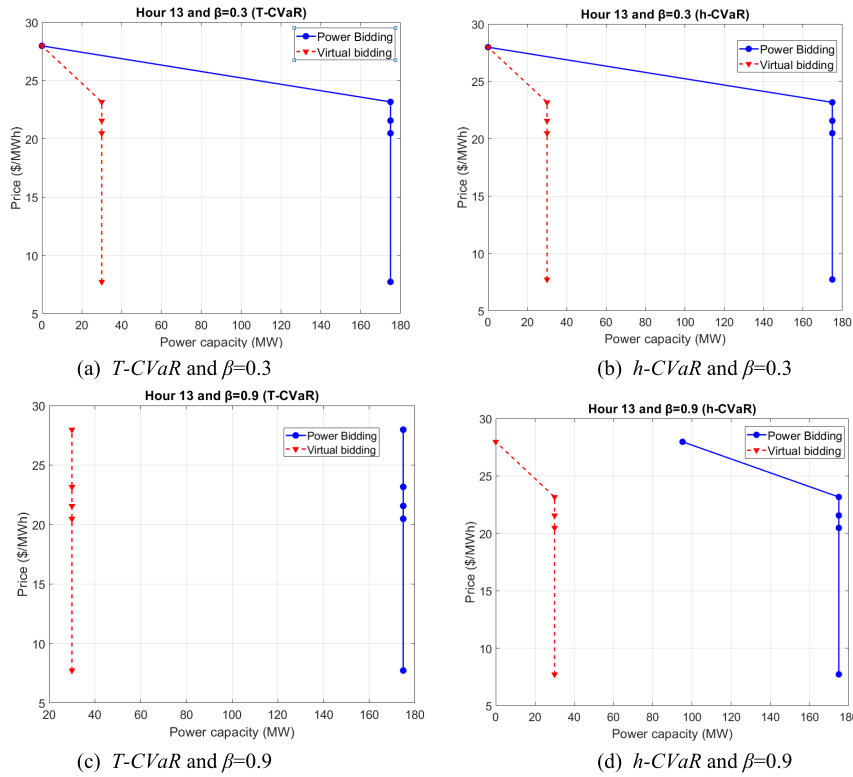 Hour 13 and β=0.3 (T-CVaR)
Power Bidding
Virtual bidding
30
25
20
15
10
5
Price ($/MWh)
0 20 40 60 80 100 120 140 160 180
Power capacity (MW)
(a) T-CVaR and β=0.3
Hour 13 and β=0.3 (h-CVaR)
Power Bidding
Virtual bidding
30
25
20
15
10
5
Price ($/MWh)
0 20 40 60 80 100 120 140 160 180
Power capacity (MW)
(b) h-CVaR and β=0.3
Hour 13 and β=0.9 (T-CVaR)
Power Bidding
Virtual bidding
30
25
20
15
10
5
Price ($/MWh)
20 40 60 80 100 120 140 160 180
Power capacity (MW)
(c) T-CVaR and β=0.9
Hour 13 and β=0.9 (h-CVaR)
Power Bidding
Virtual bidding
30
25
20
15
10
5
Price ($/MWh)
0 20 40 60 80 100 120 140 160 180
Power capacity (MW)
(d) h-CVaR and β=0.9